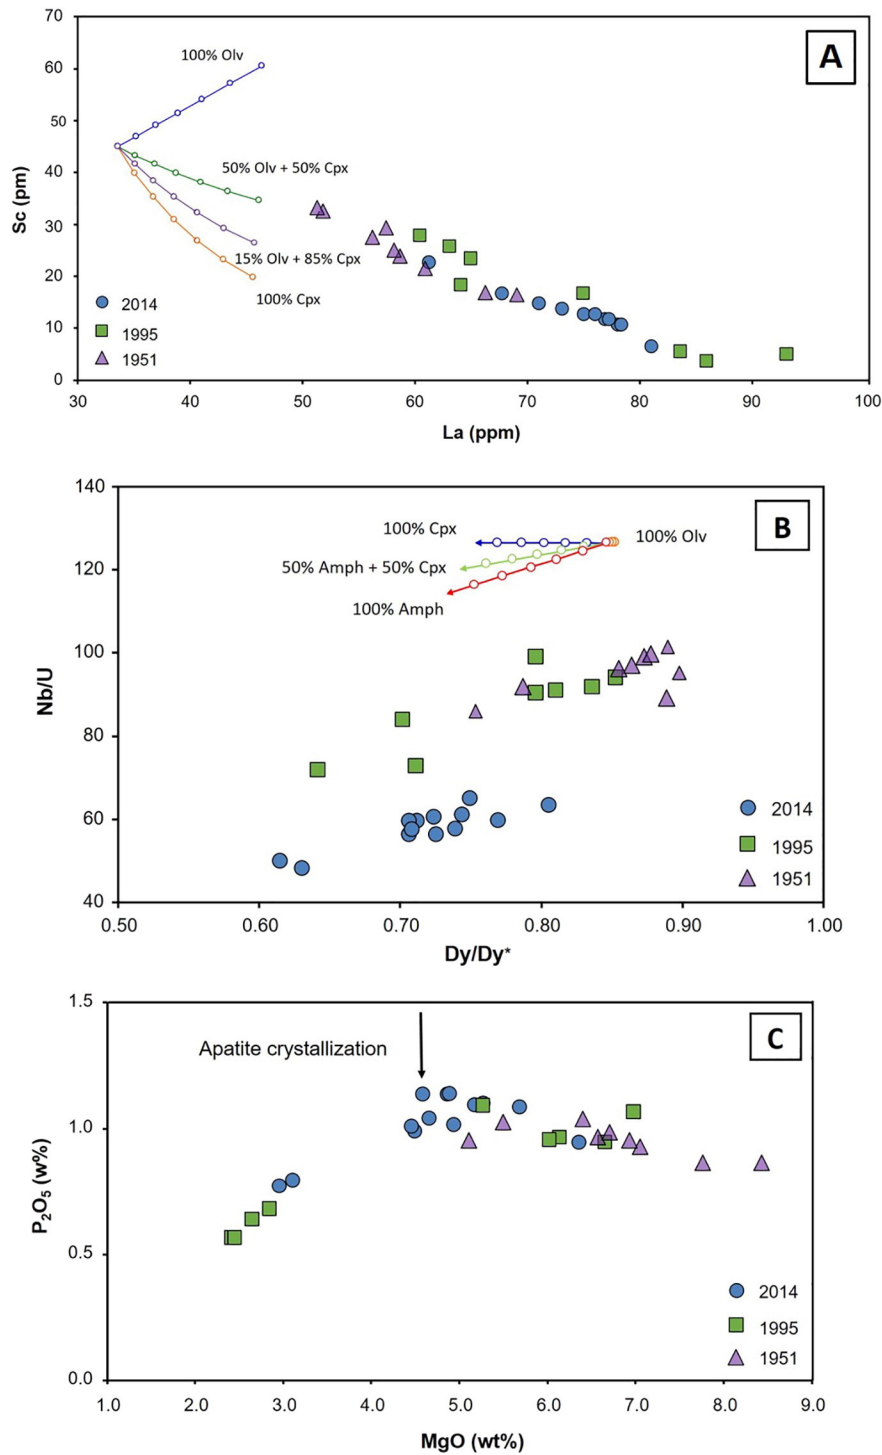 70
60
50
40
30
20
10
0
Sc (pm)
A
100% Olv
50% Olv + 50% Cpx
15% Olv + 85% Cpx
100% Cpx
2014
1995
1951
30 40 50 60 70 80 90 100
La (ppm)
140
120
100
80
60
40
Nb/U
B
100% Cpx
100% Olv
50% Amph + 50% Cpx
100% Amph
2014
1995
1951
0.50 0.60 0.70 0.80 0.90 1.00
Dy/Dy*
1.5
1.0
0.5
0.0
P₂O₅ (w%)
C
Apatite crystallization
2014
1995
1951
1.0 2.0 3.0 4.0 5.0 6.0 7.0 8.0 9.0
MgO (wt%)